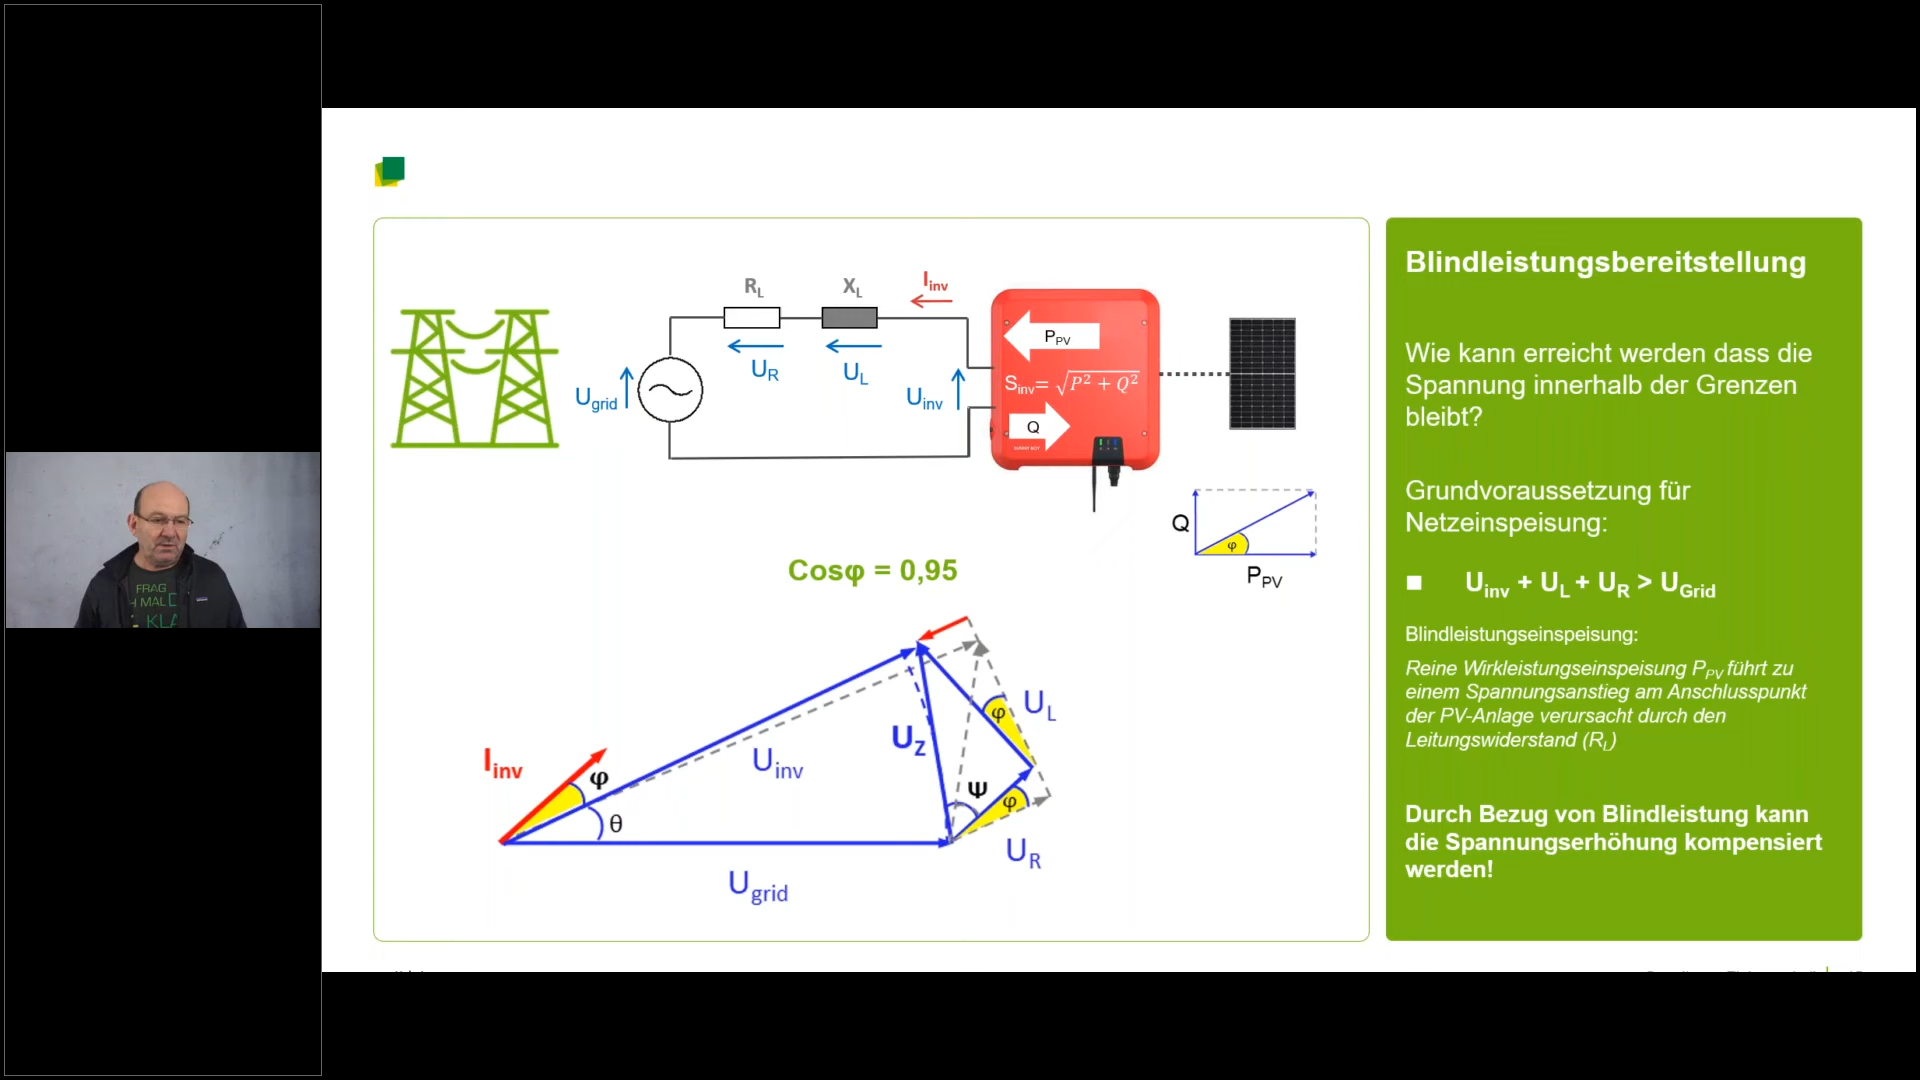 FRAG
H MAL D
KLA
R_L
X_L
I_inv
U_R
U_L
U_grid
U_inv
P_PV
S_inv= √P² + Q²
Q
SUNNY BOY
Q
φ
P_PV
Cosφ = 0,95
I_inv
φ
θ
U_inv
U_Z
Ψ
φ
φ
U_L
U_R
U_grid
Blindleistungsbereitstellung
Wie kann erreicht werden dass die
Spannung innerhalb der Grenzen
bleibt?
Grundvoraussetzung für
Netzeinspeisung:
■ U_inv + U_L + U_R > U_Grid
Blindleistungseinspeisung:
Reine Wirkleistungseinspeisung P_PV führt zu
einem Spannungsanstieg am Anschlusspunkt
der PV-Anlage verursacht durch den
Leitungswiderstand (R_L)
Durch Bezug von Blindleistung kann
die Spannungserhöhung kompensiert
werden!